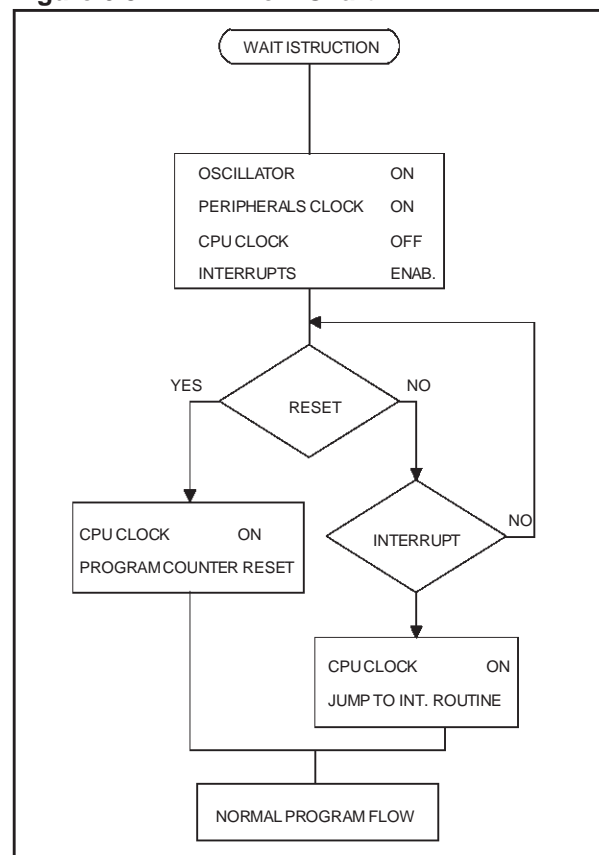 WAIT ISTRUCTION
OSCILLATOR ON
PERIPHERALS CLOCK ON
CPU CLOCK OFF
INTERRUPTS ENAB.
YES
RESET
NO
CPU CLOCK ON
PROGRAM COUNTER RESET
INTERRUPT
NO
CPU CLOCK ON
JUMP TO INT. ROUTINE
NORMAL PROGRAM FLOW